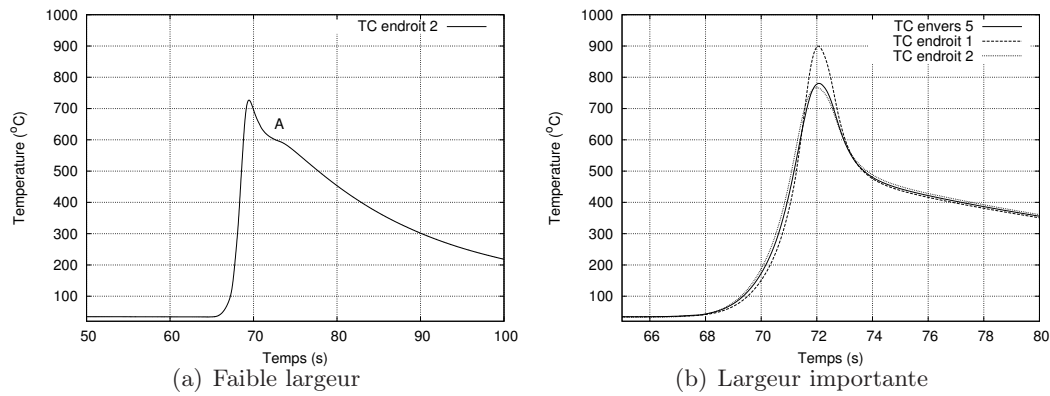 1000
900
800
700
600
500
400
300
200
100
Temperature (°C)
TC endroit 2
A
50 60 70 80 90 100
Temps (s)
(a) Faible largeur
1000
900
800
700
600
500
400
300
200
100
Temperature (°C)
TC envers 5
TC endroit 1
TC endroit 2
66 68 70 72 74 76 78 80
Temps (s)
(b) Largeur importante